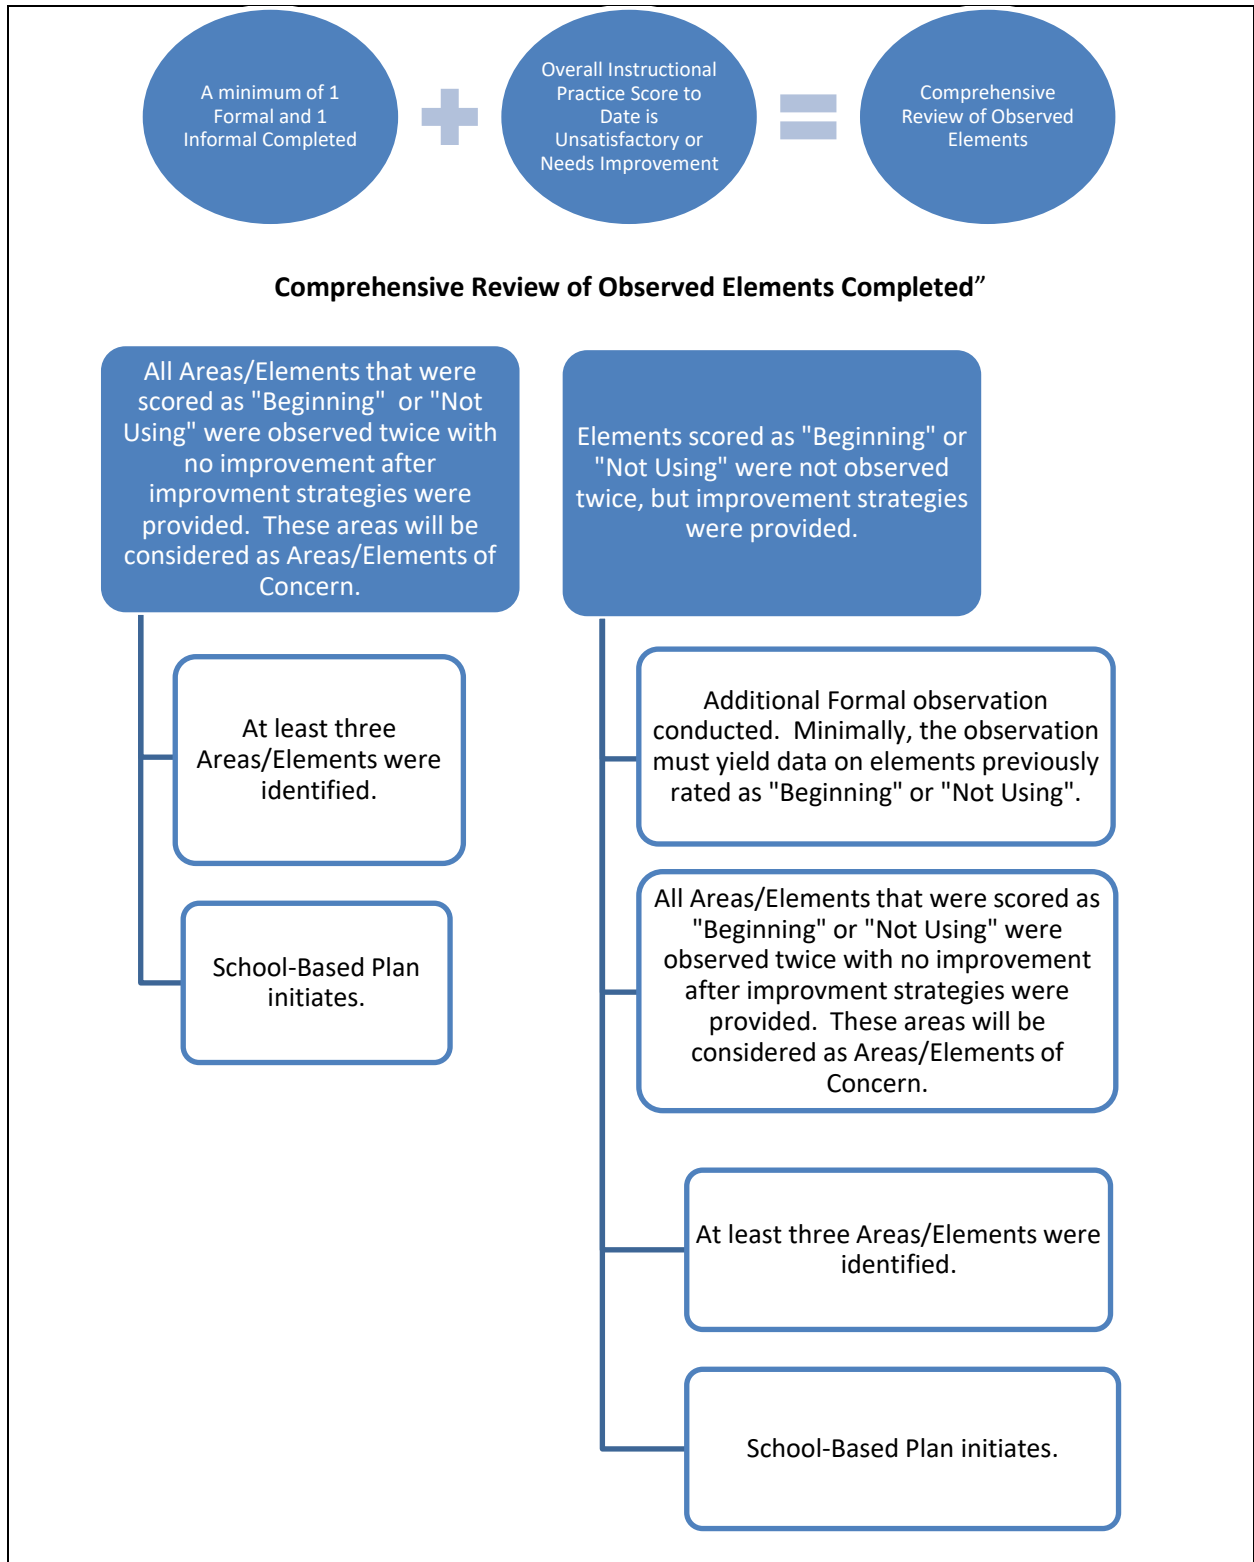 A minimum of 1
Formal and 1
Informal Completed
Overall Instructional
Practice Score to
Date is
Unsatisfactory or
Needs Improvement
Comprehensive
Review of Observed
Elements
Comprehensive Review of Observed Elements Completed”
All Areas/Elements that were
scored as "Beginning" or "Not
Using" were observed twice with
no improvement after
improvment strategies were
provided. These areas will be
considered as Areas/Elements of
Concern.
At least three
Areas/Elements were
identified.
School-Based Plan
initiates.
Elements scored as "Beginning" or
"Not Using" were not observed
twice, but improvement strategies
were provided.
Additional Formal observation
conducted. Minimally, the observation
must yield data on elements previously
rated as "Beginning" or "Not Using".
All Areas/Elements that were scored as
"Beginning" or "Not Using" were
observed twice with no improvement
after improvment strategies were
provided. These areas will be
considered as Areas/Elements of
Concern.
At least three Areas/Elements were
identified.
School-Based Plan initiates.